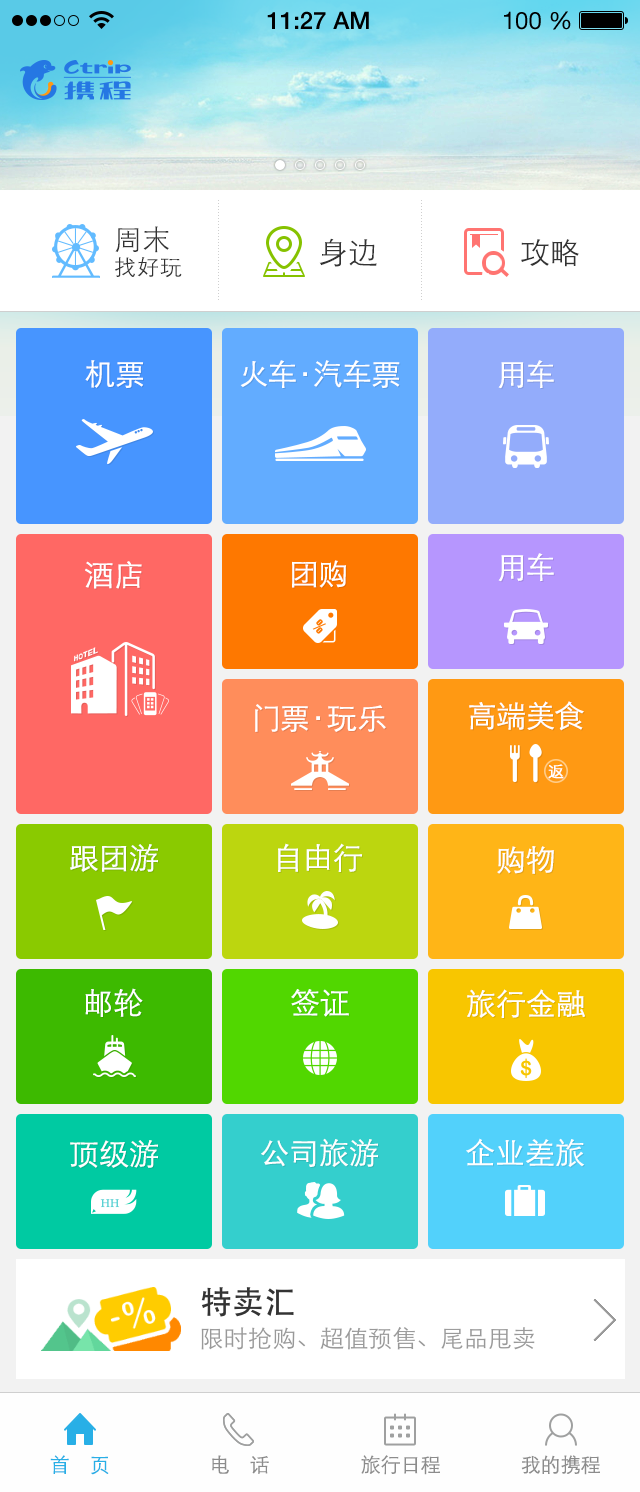 11:27 AM
100 %
Ctrip
携程
周末
找好玩
身边
攻略
机票
火车·汽车票
用车
酒店
HOTEL
团购
%
用车
门票·玩乐
高端美食
返
跟团游
自由行
购物
邮轮
签证
旅行金融
$
顶级游
HH
公司旅游
企业差旅
-%
特卖汇
限时抢购、超值预售、尾品甩卖
首 页
电 话
旅行日程
我的携程